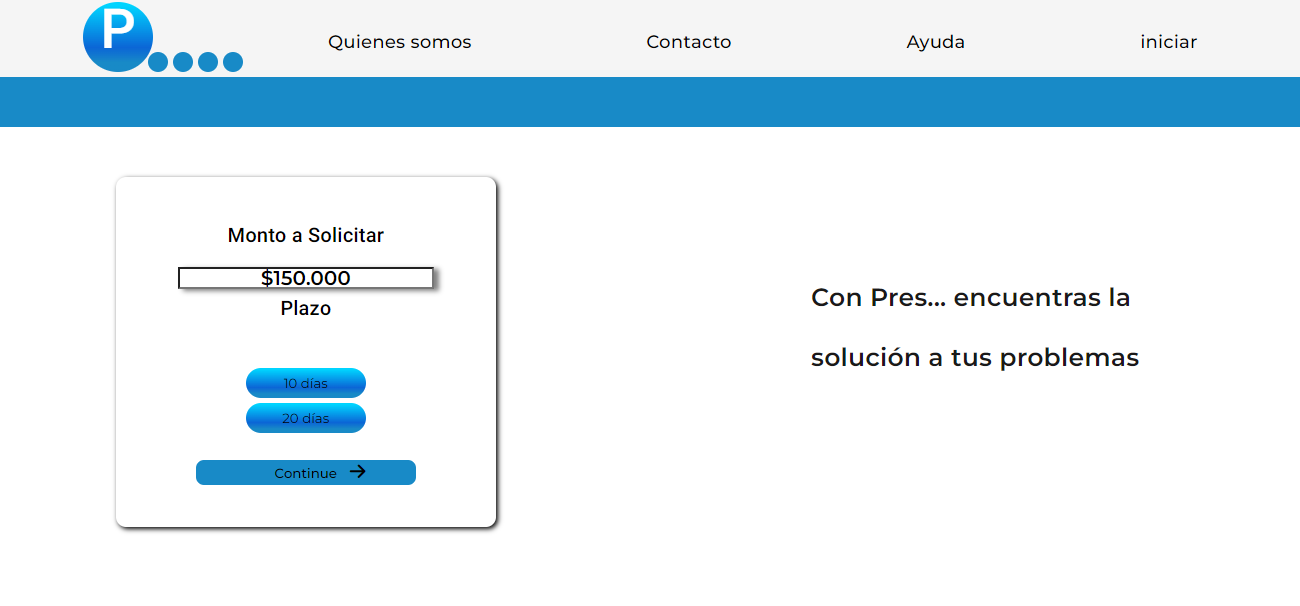 P
Quienes somos
Contacto
Ayuda
iniciar
Monto a Solicitar
$150.000
Plazo
10 días
20 días
Continue
Con Pres... encuentras la
solución a tus problemas